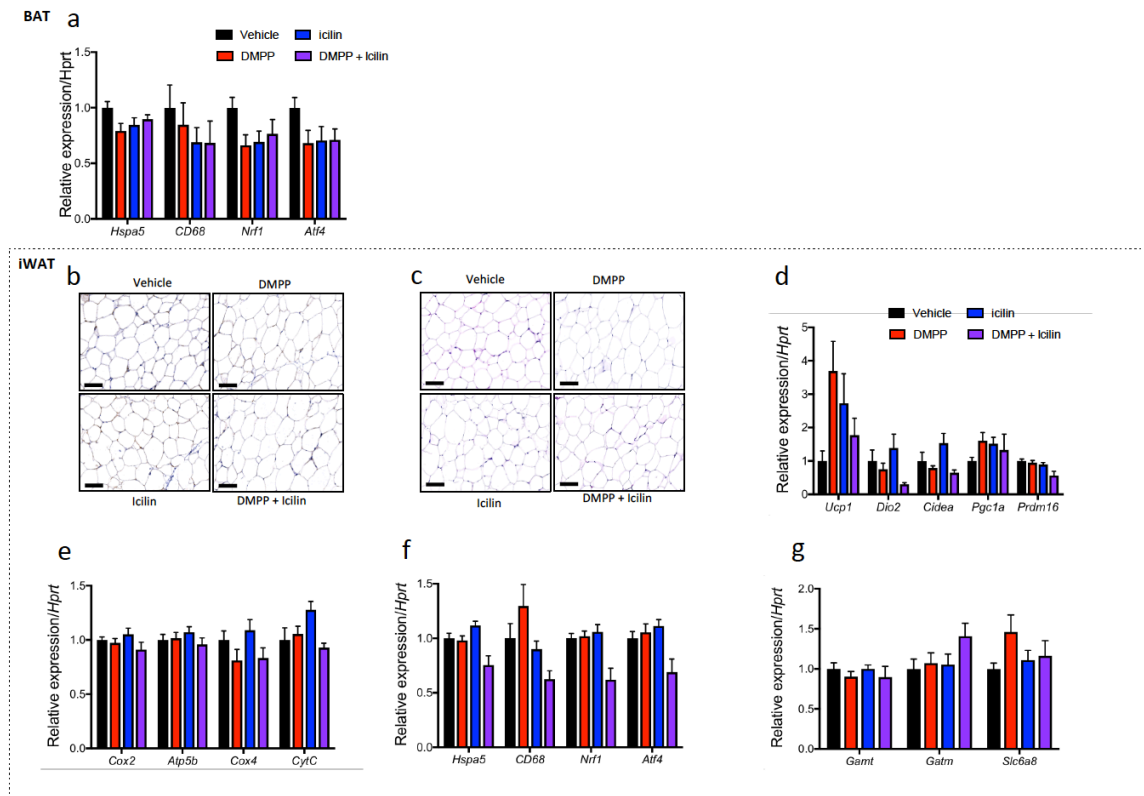 BAT
a
Vehicle icilin
DMPP DMPP + Icilin
Relative expression/Hprt
1.5
1.0
0.5
0.0
Hspa5 CD68 Nrf1 Atf4
iWAT
b
Vehicle DMPP
Icilin DMPP + Icilin
c
Vehicle DMPP
Icilin DMPP + Icilin
d
Vehicle icilin
DMPP DMPP + Icilin
Relative expression/Hprt
5
4
3
2
1
0
Ucp1 Dio2 Cidea Pgc1a Prdm16
e
Relative expression/Hprt
1.5
1.0
0.5
0.0
Cox2 Atp5b Cox4 CytC
f
Relative expression/Hprt
1.5
1.0
0.5
0.0
Hspa5 CD68 Nrf1 Atf4
g
Relative expression/Hprt
2.0
1.5
1.0
0.5
0.0
Gamt Gatm Slc6a8